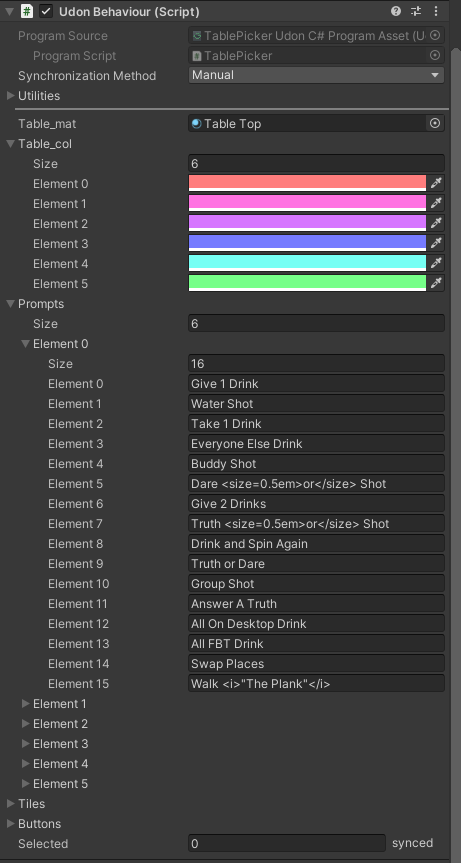 Udon Behaviour (Script)
Program Source TablePicker Udon C# Program Asset (U
Program Script TablePicker
Synchronization Method Manual
Utilities
Table_mat Table Top
Table_col
Size 6
Element 0
Element 1
Element 2
Element 3
Element 4
Element 5
Prompts
Size 6
Element 0
Size 16
Element 0 Give 1 Drink
Element 1 Water Shot
Element 2 Take 1 Drink
Element 3 Everyone Else Drink
Element 4 Buddy Shot
Element 5 Dare <size=0.5em>or</size> Shot
Element 6 Give 2 Drinks
Element 7 Truth <size=0.5em>or</size> Shot
Element 8 Drink and Spin Again
Element 9 Truth or Dare
Element 10 Group Shot
Element 11 Answer A Truth
Element 12 All On Desktop Drink
Element 13 All FBT Drink
Element 14 Swap Places
Element 15 Walk <i>"The Plank"</i>
Element 1
Element 2
Element 3
Element 4
Element 5
Tiles
Buttons
Selected 0 synced